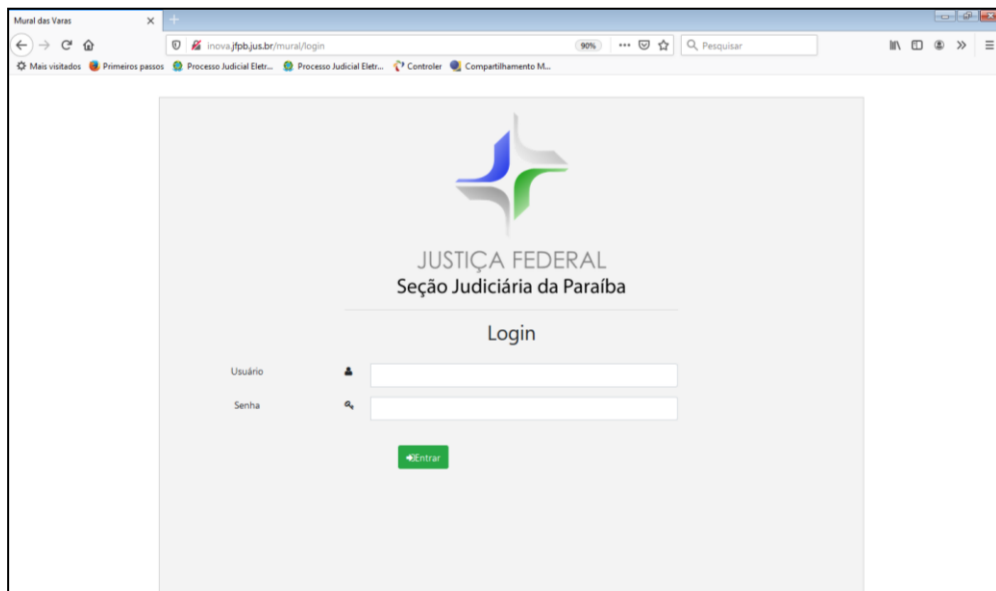 Mural das Varas
inova.jfpb.jus.br/mural/login
90%
Pesquisar
Mais visitados Primeiros passos Processo Judicial Eletr... Processo Judicial Eletr... Controler Compartilhamento M...
JUSTIÇA FEDERAL
Seção Judiciária da Paraíba
Login
Usuário
Senha
Entrar